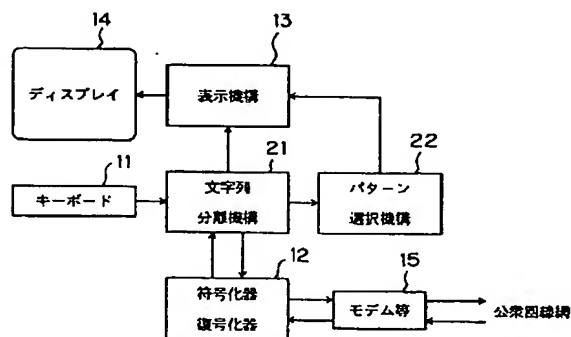 14
13
ディスプレイ
表示機構
11
21
22
キーボード
文字列
分離機構
パターン
選択機構
12
15
符号化器
復号化器
モデム等
公衆回線網